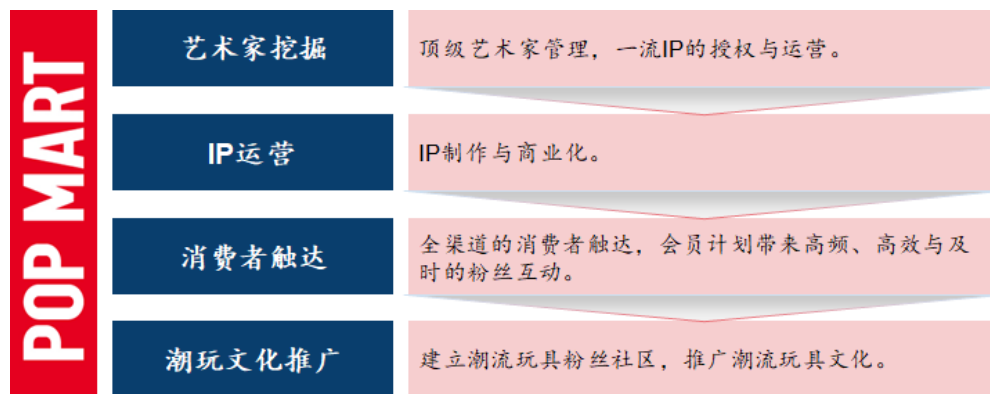 POP MART
艺术家挖掘
顶级艺术家管理，一流IP的授权与运营。
IP运营
IP制作与商业化。
消费者触达
全渠道的消费者触达，会员计划带来高频、高效与及
时的粉丝互动。
潮玩文化推广
建立潮流玩具粉丝社区，推广潮流玩具文化。